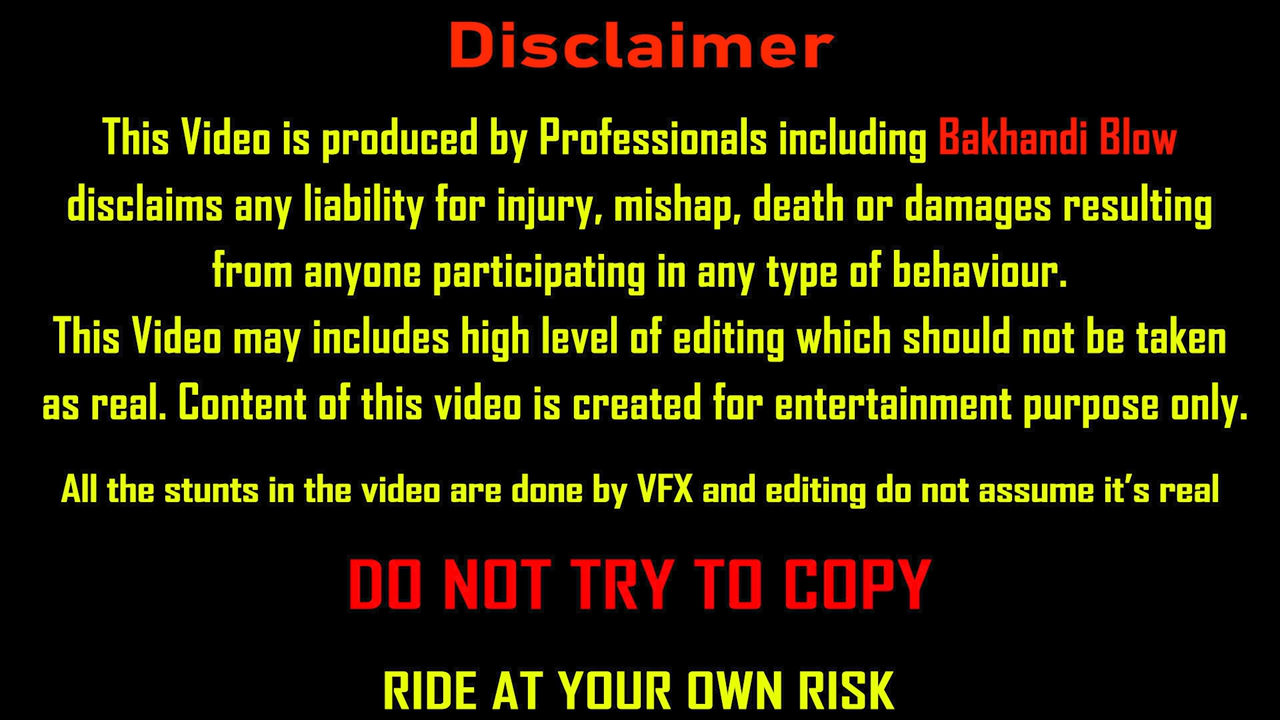 Disclaimer
This Video is produced by Professionals including Bakhandi Blow
disclaims any liability for injury, mishap, death or damages resulting
from anyone participating in any type of behaviour.
This Video may includes high level of editing which should not be taken
as real. Content of this video is created for entertainment purpose only.
All the stunts in the video are done by VFX and editing do not assume it’s real
DO NOT TRY TO COPY
RIDE AT YOUR OWN RISK